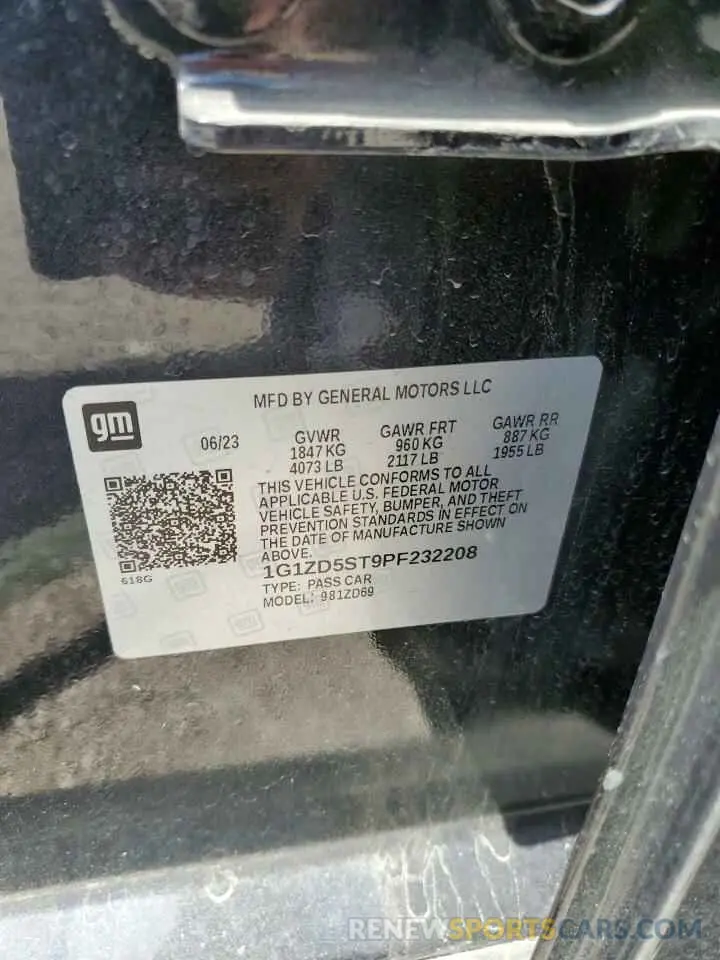 MFD BY GENERAL MOTORS LLC
gm
06/23 GVWR GAWR FRT GAWR RR
1847 KG 960 KG 887 KG
4073 LB 2117 LB 1955 LB
THIS VEHICLE CONFORMS TO ALL
APPLICABLE U.S. FEDERAL MOTOR
VEHICLE SAFETY, BUMPER, AND THEFT
PREVENTION STANDARDS IN EFFECT ON
THE DATE OF MANUFACTURE SHOWN
ABOVE.
618G
1G1ZD5ST9PF232208
TYPE: PASS CAR
MODEL: 981ZD69
RENEWSPORTSCARS.COM